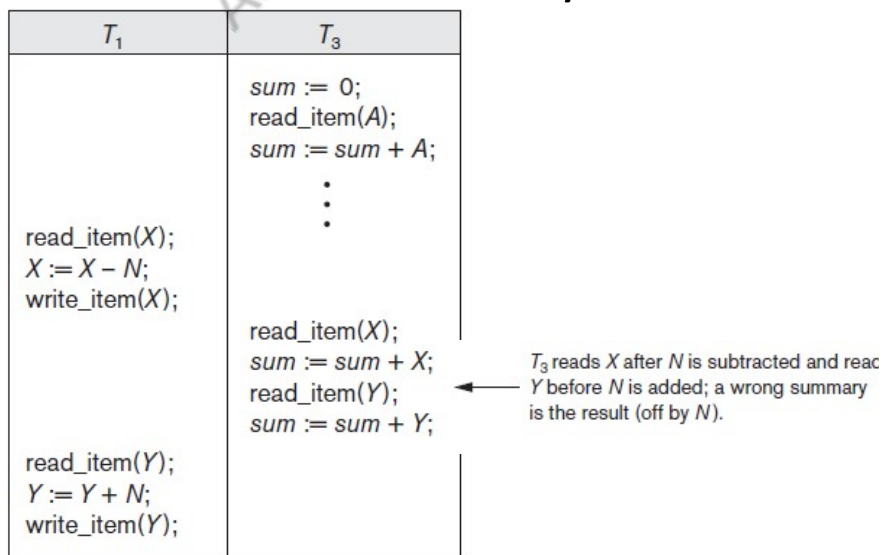 T1 T3
sum := 0;
read_item(A);
sum := sum + A;
read_item(X);
X := X – N;
write_item(X);
read_item(X);
sum := sum + X;
read_item(Y);
sum := sum + Y;
T3 reads X after N is subtracted and read
Y before N is added; a wrong summary
is the result (off by N).
read_item(Y);
Y := Y + N;
write_item(Y);